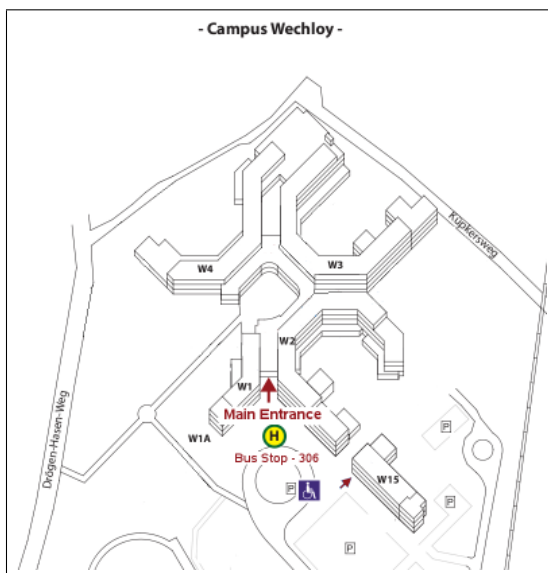 - Campus Wechloy -
Küpkersweg
W4
W3
W2
W1
Main Entrance
H
W1A
Bus Stop - 306
Drögen-Hasen-Weg
P
W15
P
P
P